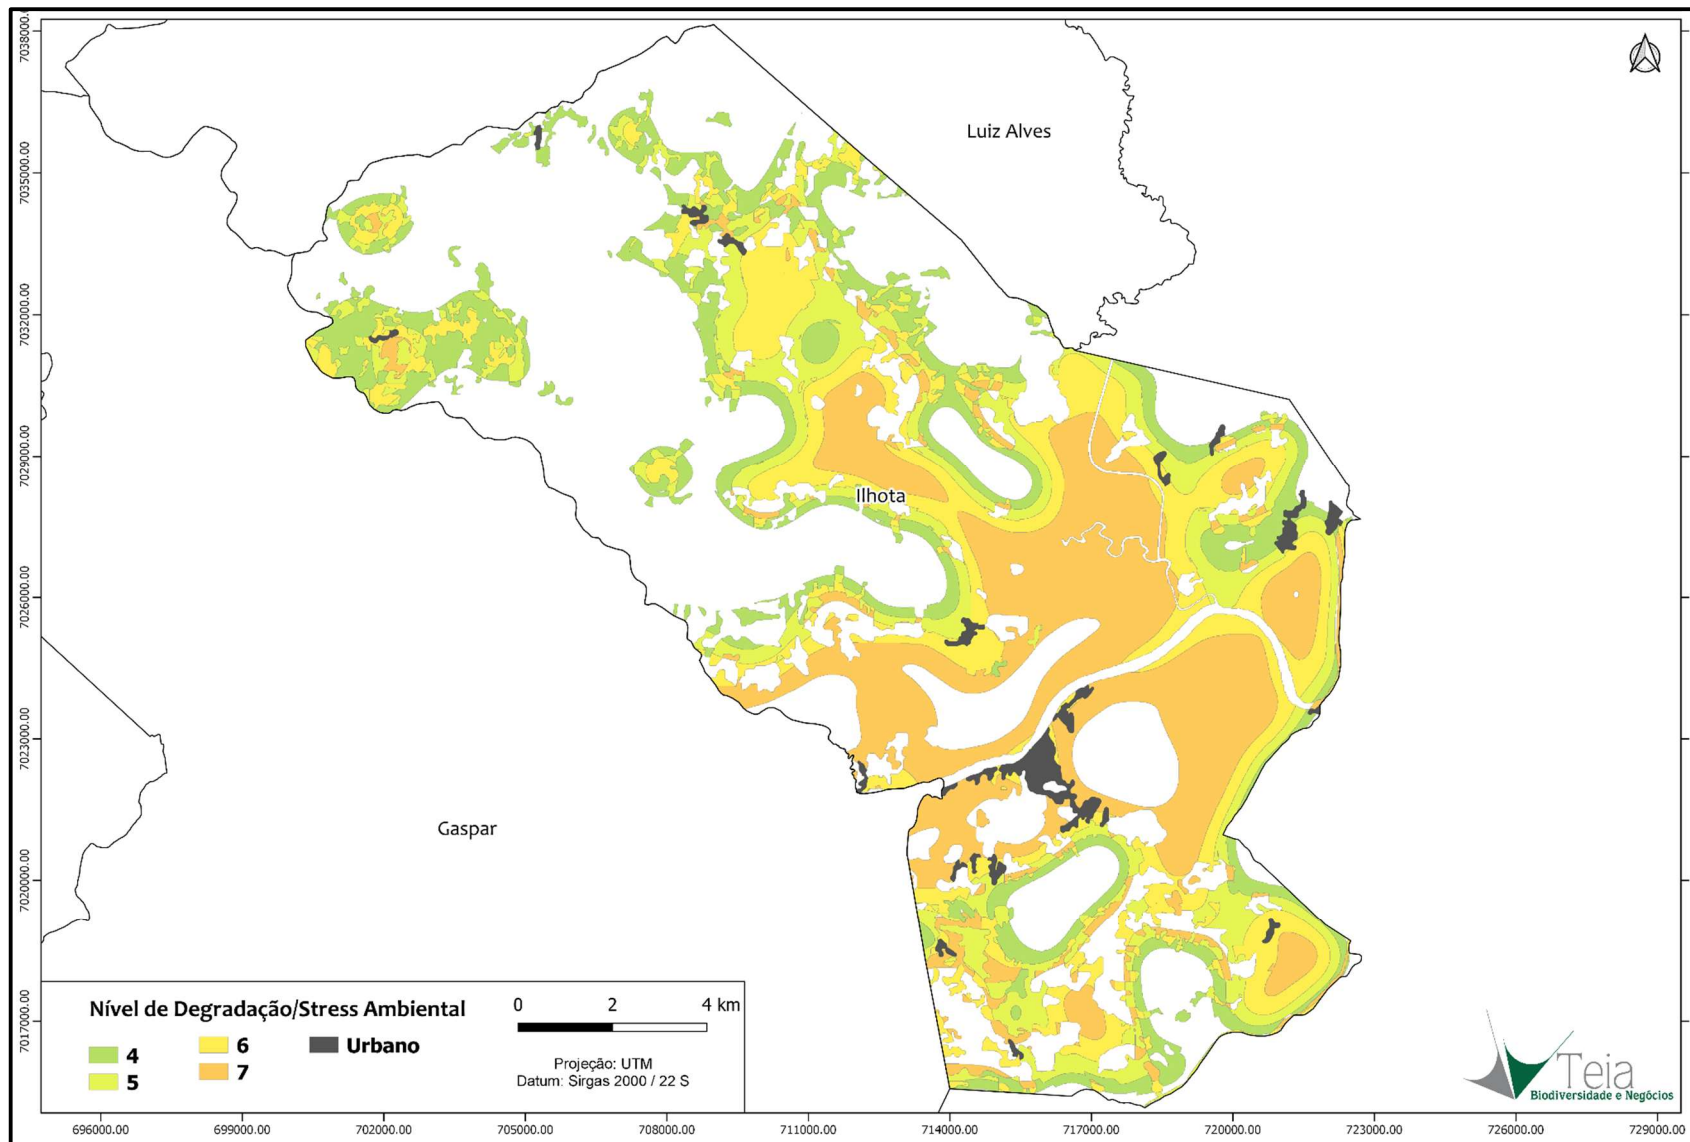 7038000.00
7035000.00
7032000.00
7029000.00
7026000.00
7023000.00
7020000.00
7017000.00
Luiz Alves
Ilhota
Gaspar
Nível de Degradação/Stress Ambiental
4
5
6
7
Urbano
0 2 4 km
Projeção: UTM
Datum: Sirgas 2000 / 22 S
Teia
Biodiversidade e Negócios
696000.00 699000.00 702000.00 705000.00 708000.00 711000.00 714000.00 717000.00 720000.00 723000.00 726000.00 729000.00